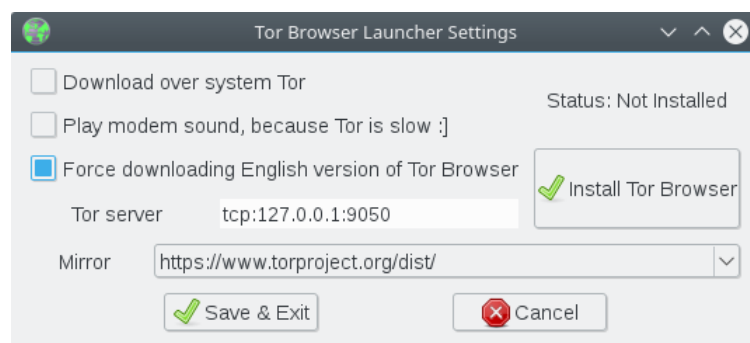 Tor Browser Launcher Settings
Download over system Tor
Status: Not Installed
Play modem sound, because Tor is slow :]
Force downloading English version of Tor Browser
Install Tor Browser
Tor server tcp:127.0.0.1:9050
Mirror https://www.torproject.org/dist/
Save & Exit Cancel